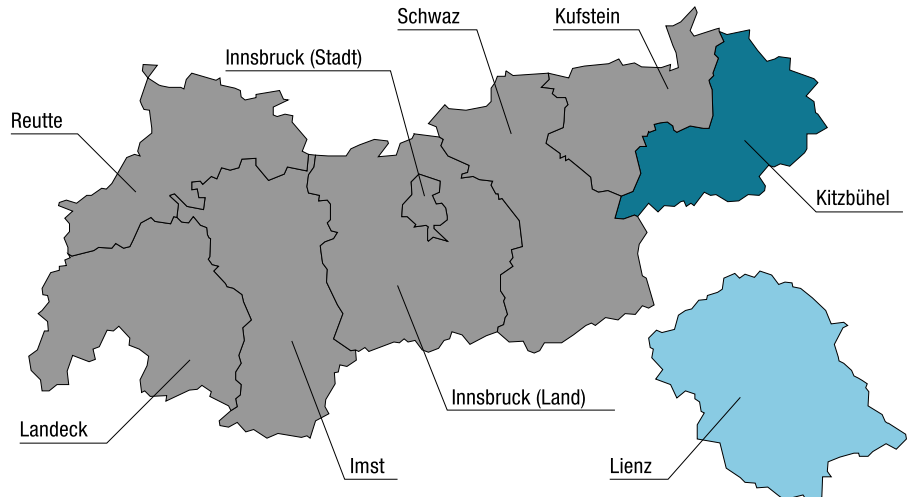 Schwaz
Kufstein
Innsbruck (Stadt)
Reutte
Kitzbühel
Innsbruck (Land)
Landeck
Imst
Lienz